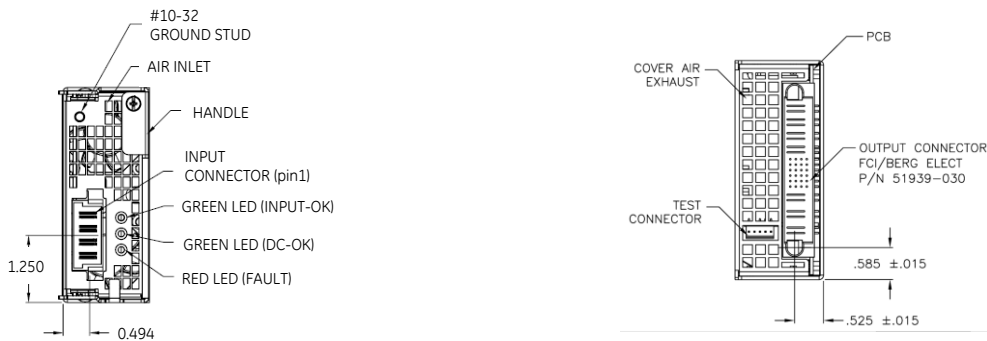 #10-32
GROUND STUD
AIR INLET
HANDLE
INPUT
CONNECTOR (pin1)
GREEN LED (INPUT-OK)
GREEN LED (DC-OK)
RED LED (FAULT)
1.250
0.494
PCB
COVER AIR
EXHAUST
OUTPUT CONNECTOR
FCI/BERG ELECT
P/N 51939-030
TEST
CONNECTOR
.585 ±.015
.525 ±.015